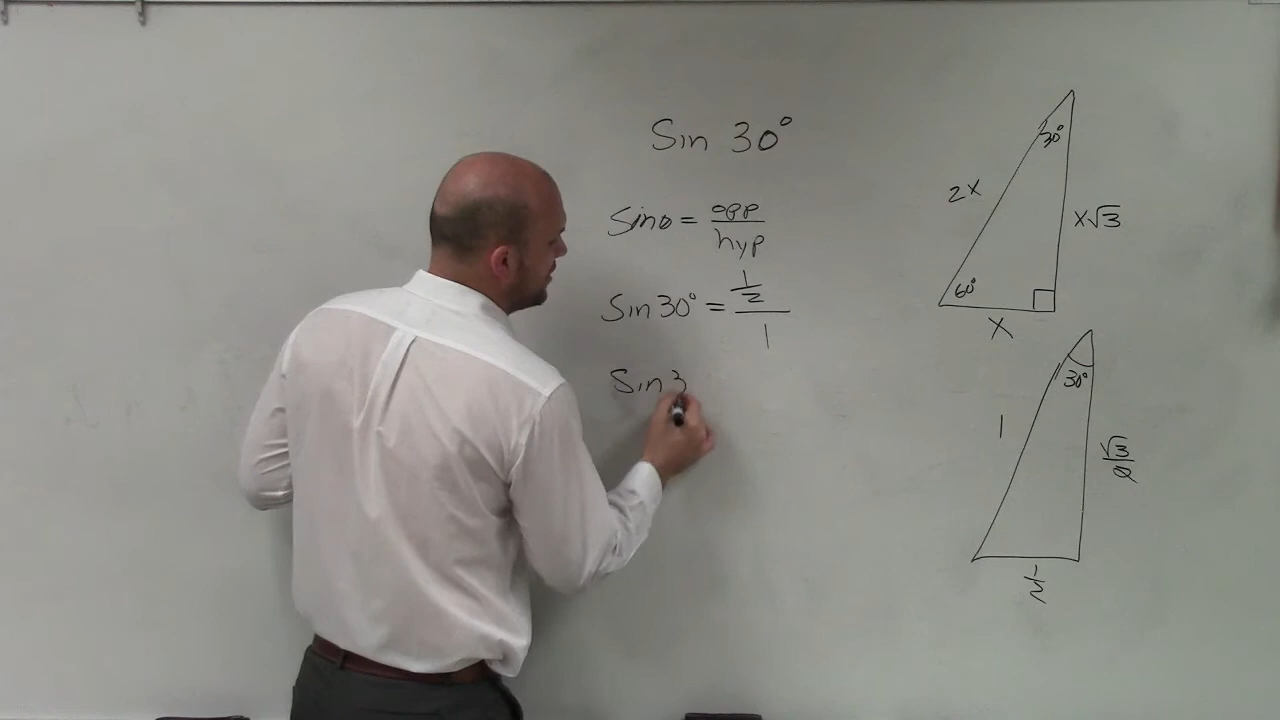 Sin 30°
Sinθ = opp/hyp
Sin 30° = 1/2/1
Sin 3
30°
2x
x√3
60°
x
30°
1
√3/2
1/2